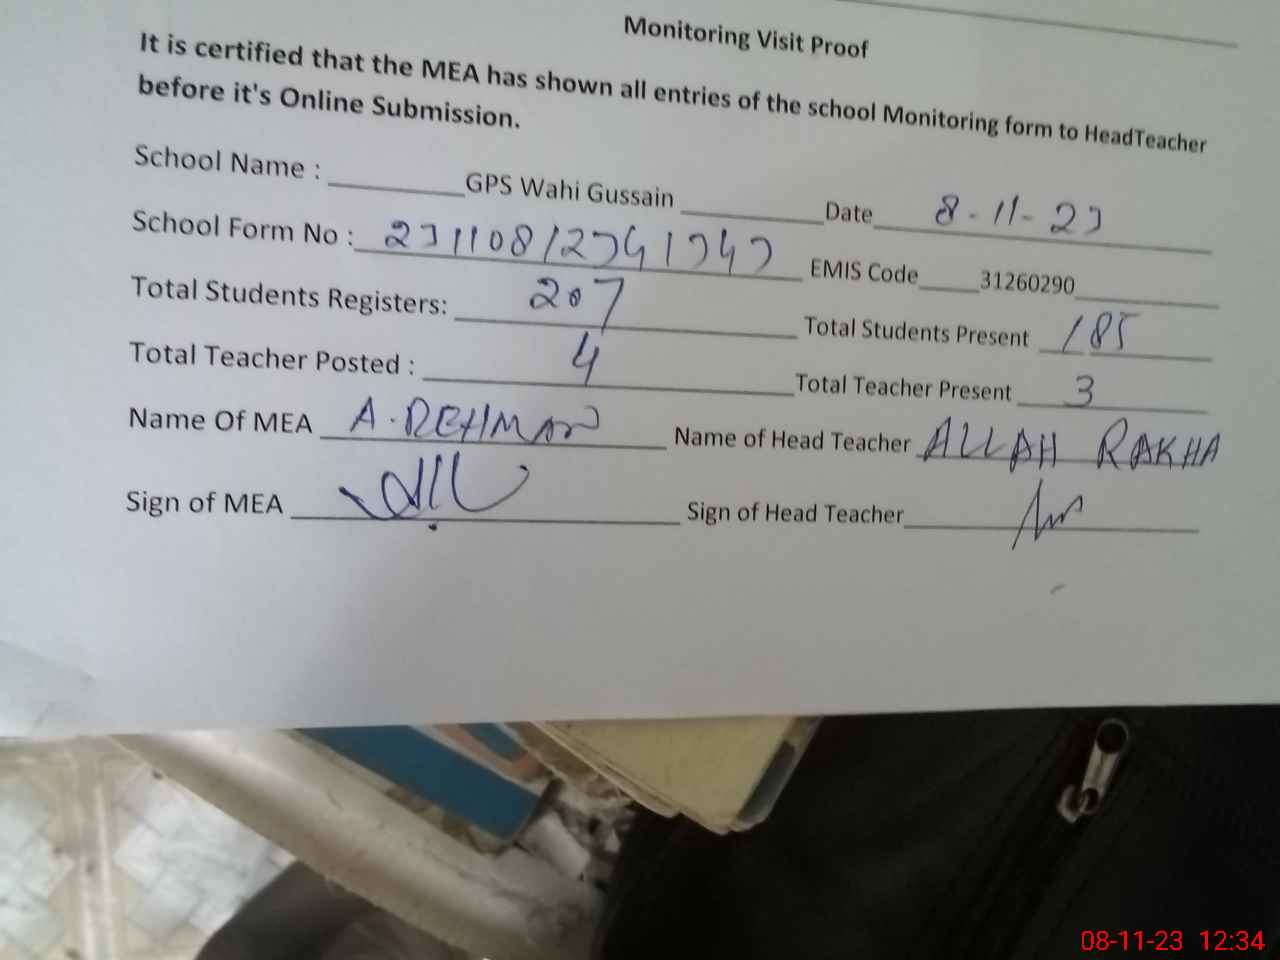 Monitoring Visit Proof
It is certified that the MEA has shown all entries of the school Monitoring form to HeadTeacher
before it's Online Submission.
School Name : GPS Wahi Gussain Date 8-11-23
School Form No : 231108/2341343 EMIS Code 31260290
Total Students Registers: 207 Total Students Present 185
Total Teacher Posted : 4 Total Teacher Present 3
Name Of MEA A.REHMAN Name of Head Teacher ALLAH RAKHA
Sign of MEA Sign of Head Teacher
08-11-23 12:34